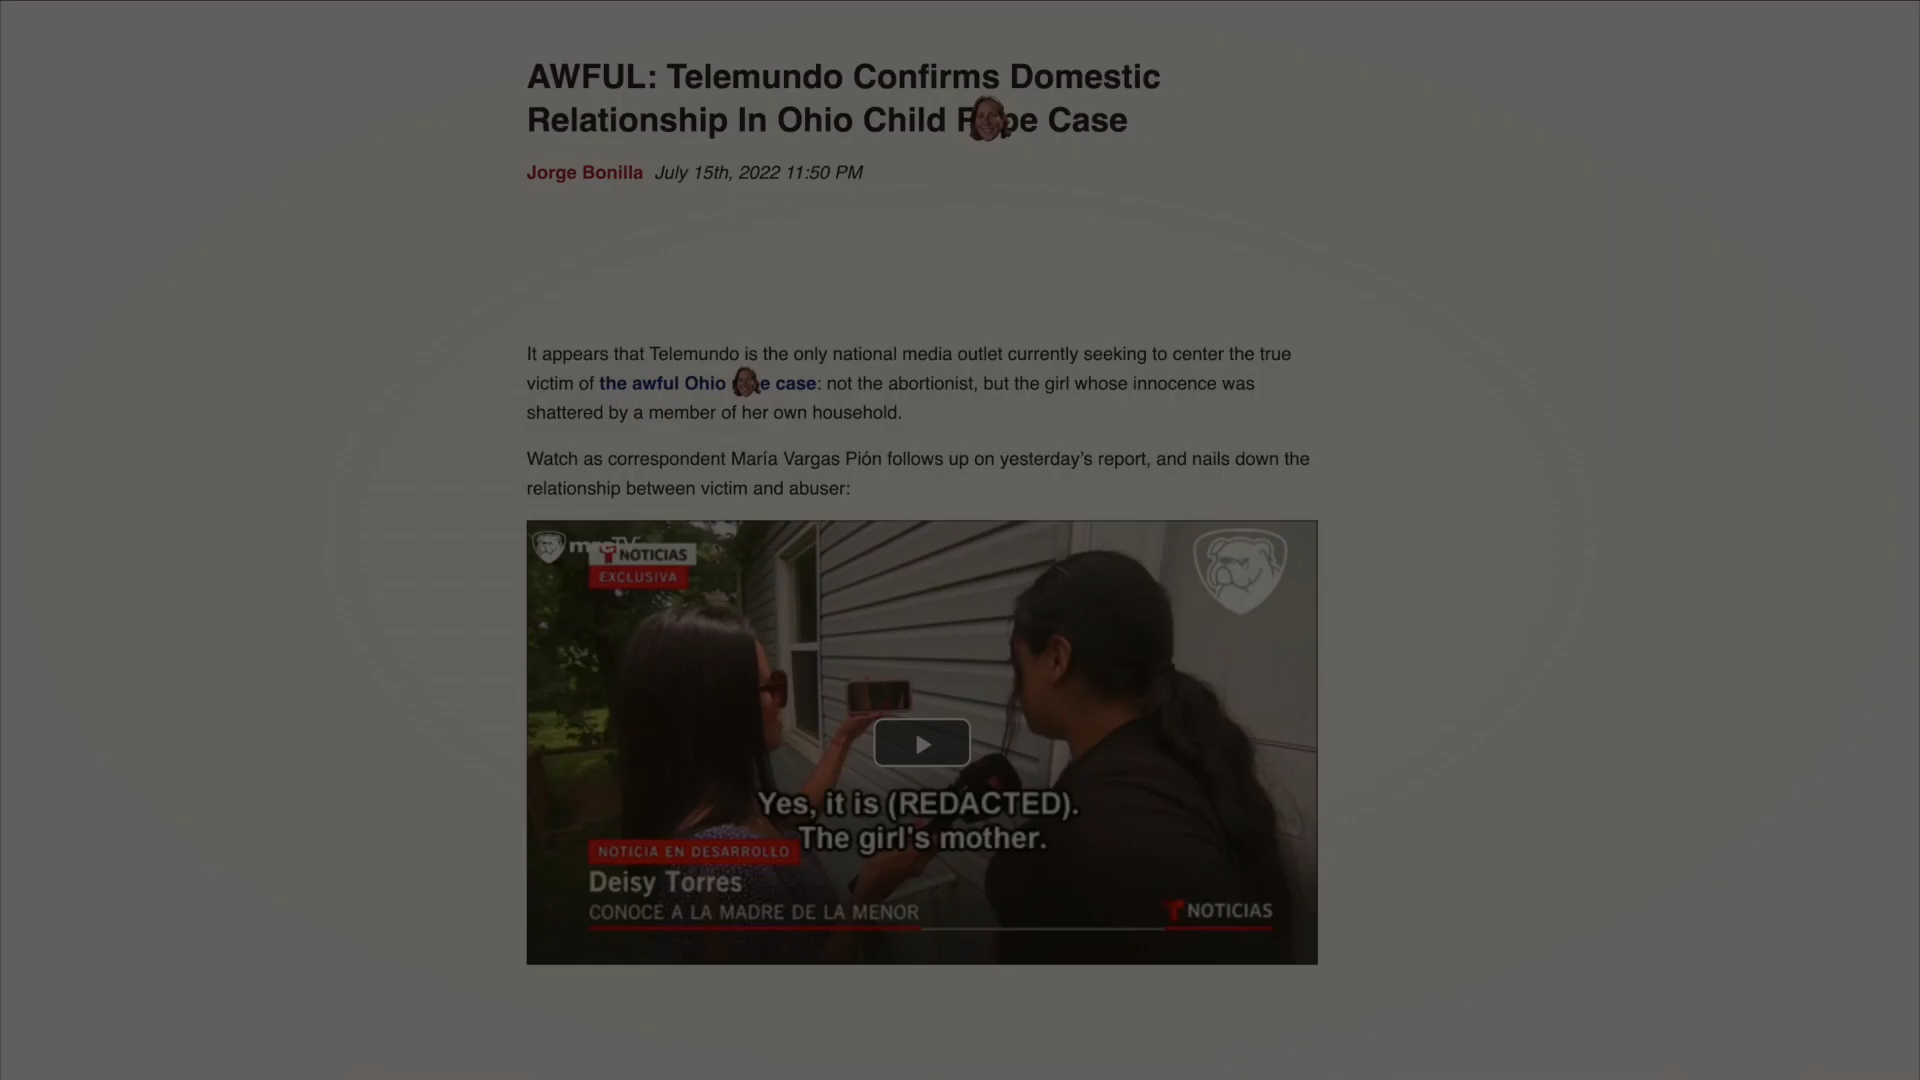 AWFUL: Telemundo Confirms Domestic
Relationship In Ohio Child Case
Jorge Bonilla July 15th, 2022 11:50 PM
It appears that Telemundo is the only national media outlet currently seeking to center the true
victim of the awful Ohio case: not the abortionist, but the girl whose innocence was
shattered by a member of her own household.
Watch as correspondent María Vargas Pión follows up on yesterday's report, and nails down the
relationship between victim and abuser:
mrcTV
NOTICIAS
EXCLUSIVA
Yes, it is (REDACTED).
The girl's mother.
NOTICIA EN DESARROLLO
Deisy Torres
CONOCE A LA MADRE DE LA MENOR
NOTICIAS